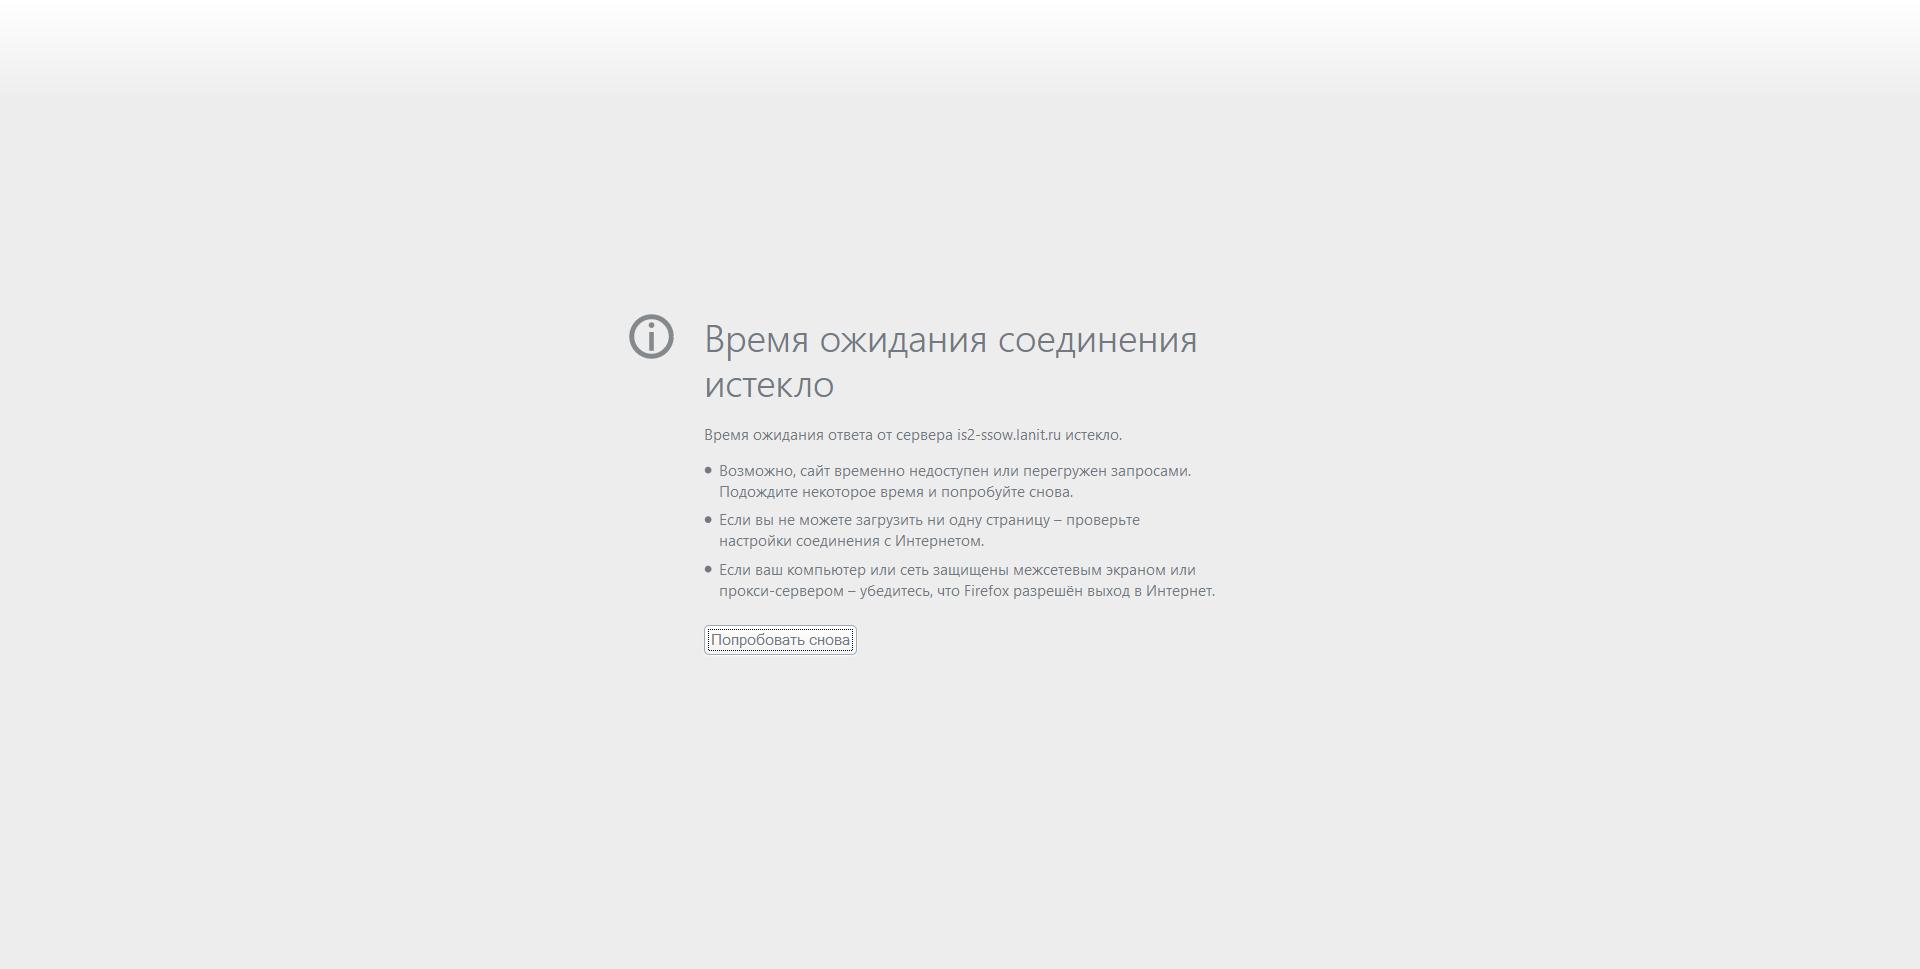 Время ожидания соединения
истекло
Время ожидания ответа от сервера is2-ssow.lanit.ru истекло.
Возможно, сайт временно недоступен или перегружен запросами.
Подождите некоторое время и попробуйте снова.
Если вы не можете загрузить ни одну страницу – проверьте
настройки соединения с Интернетом.
Если ваш компьютер или сеть защищены межсетевым экраном или
прокси-сервером – убедитесь, что Firefox разрешён выход в Интернет.
Попробовать снова